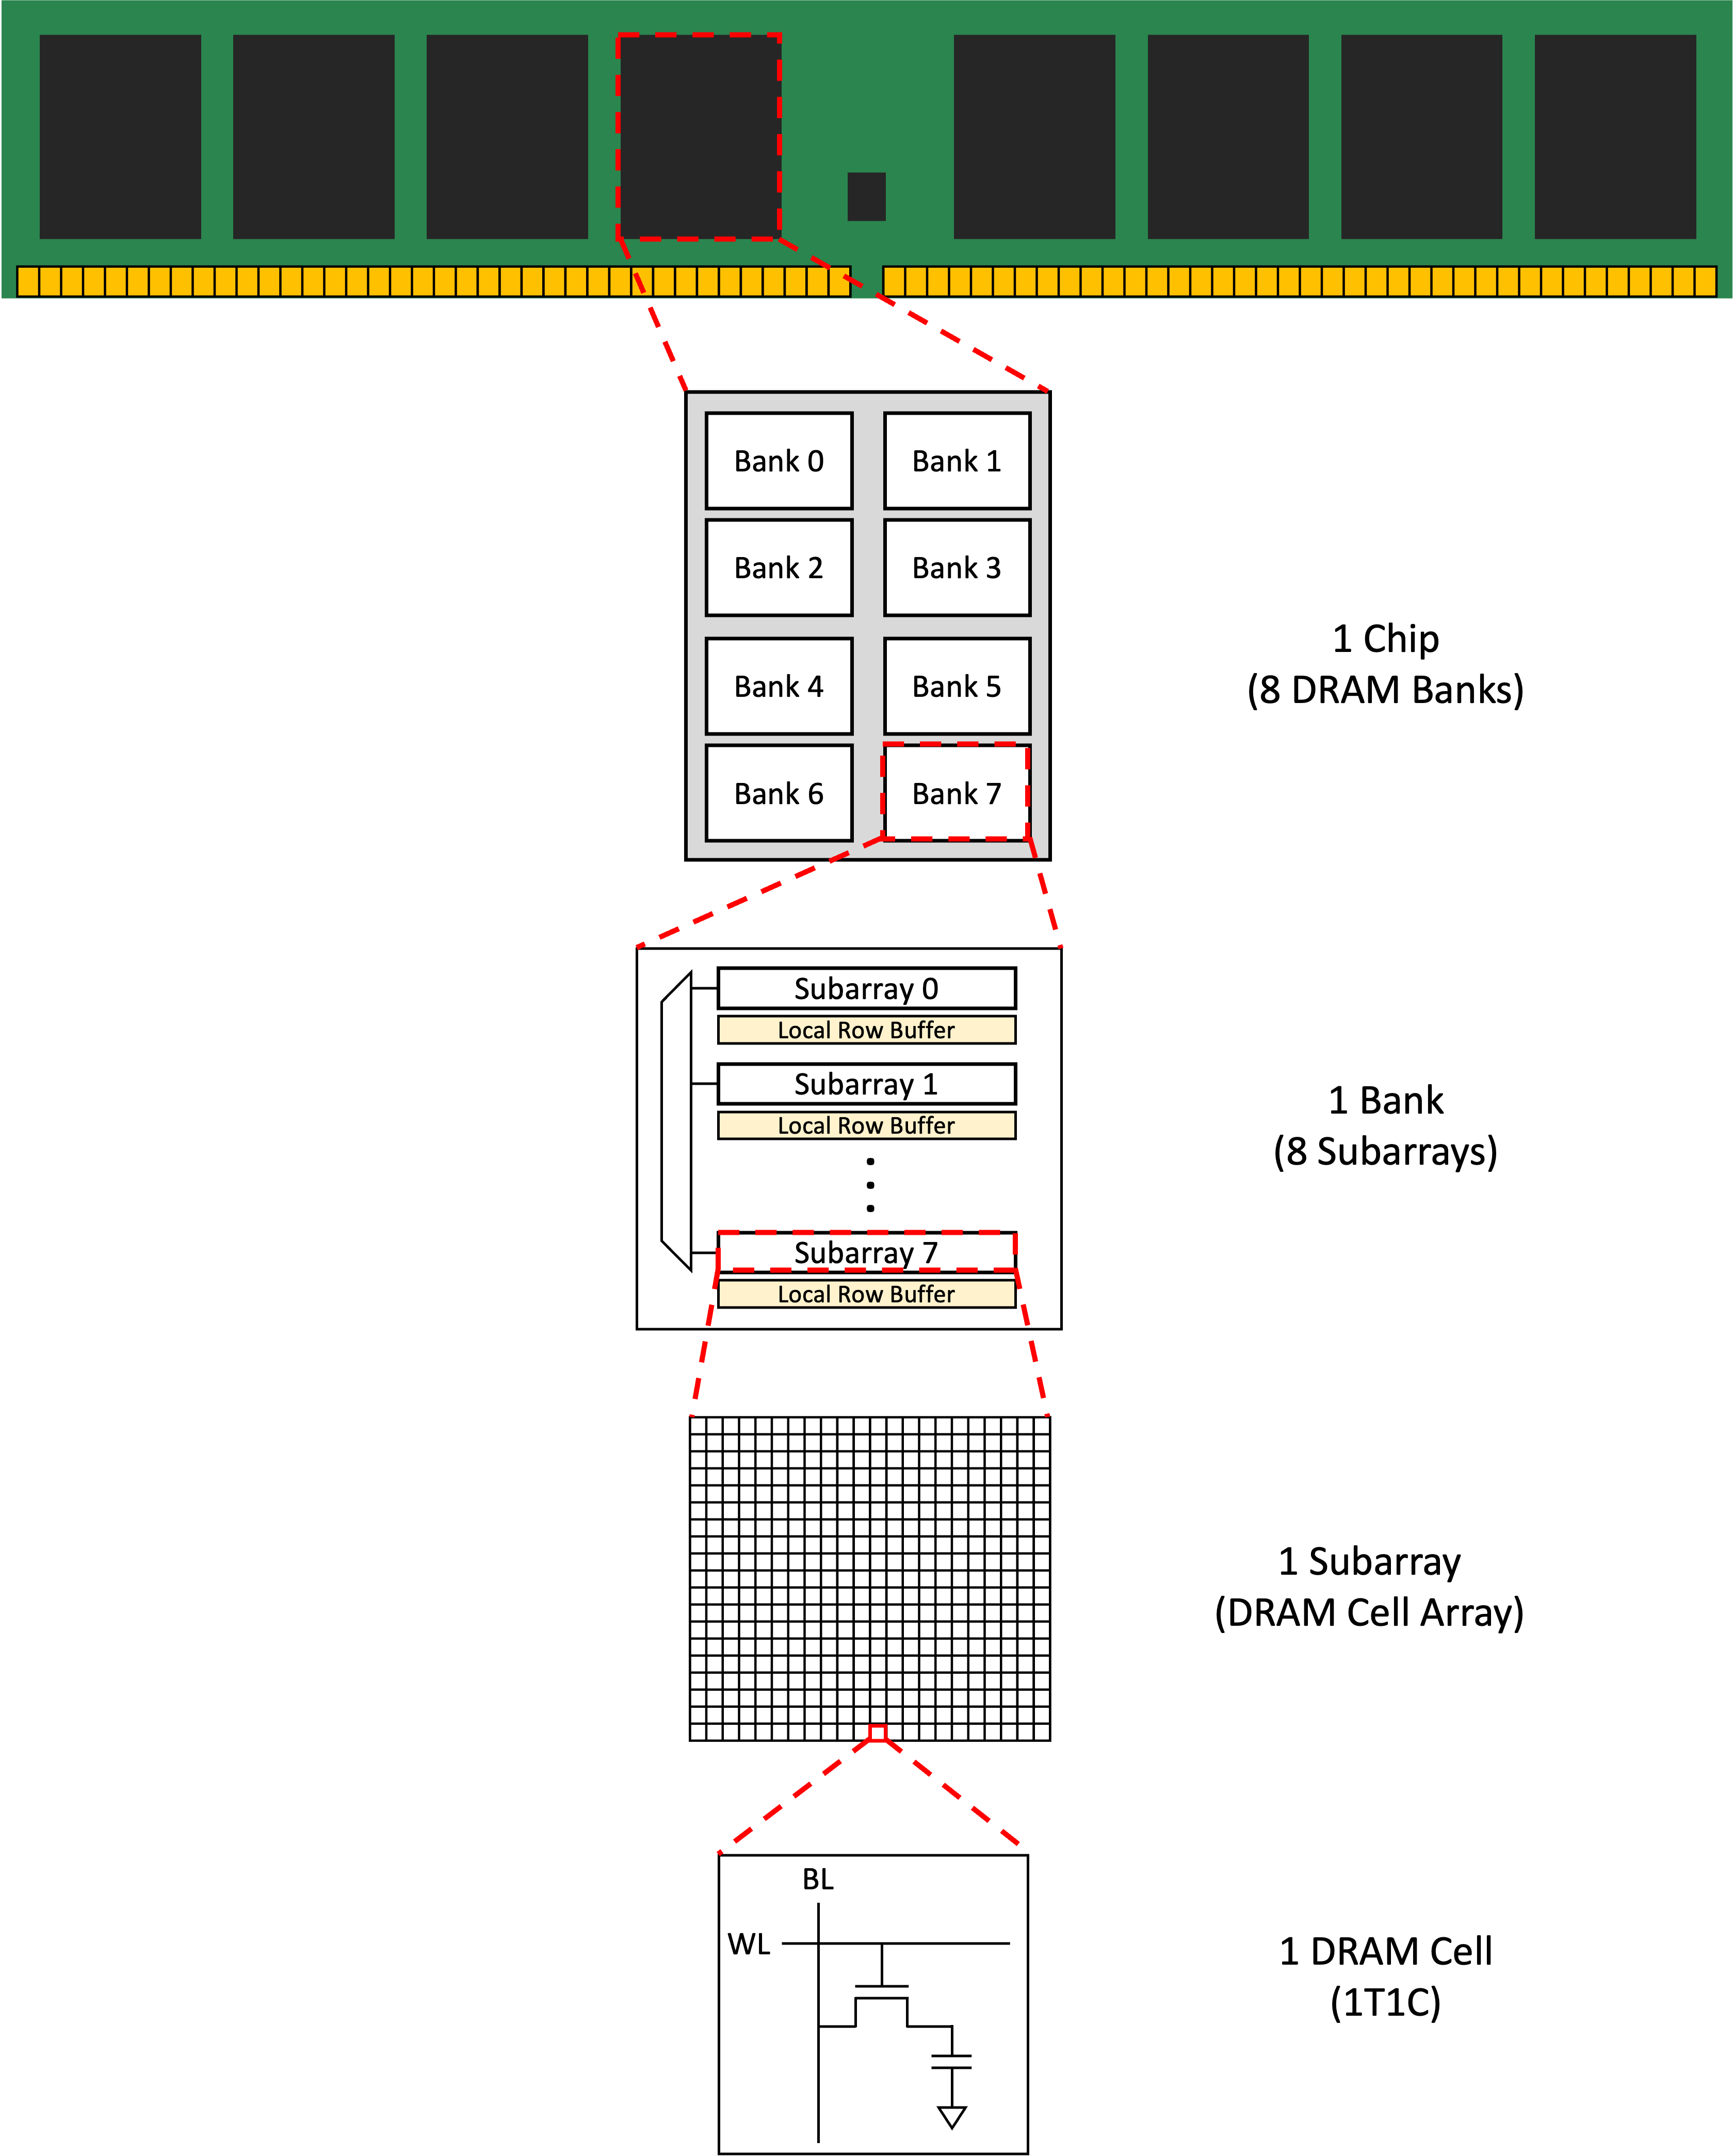 Bank 0
Bank 1
Bank 2
Bank 3
1 Chip
(8 DRAM Banks)
Bank 4
Bank 5
Bank 6
Bank 7
Subarray 0
Local Row Buffer
Subarray 1
Local Row Buffer
1 Bank
(8 Subarrays)
Subarray 7
Local Row Buffer
1 Subarray
(DRAM Cell Array)
BL
WL
1 DRAM Cell
(1T1C)